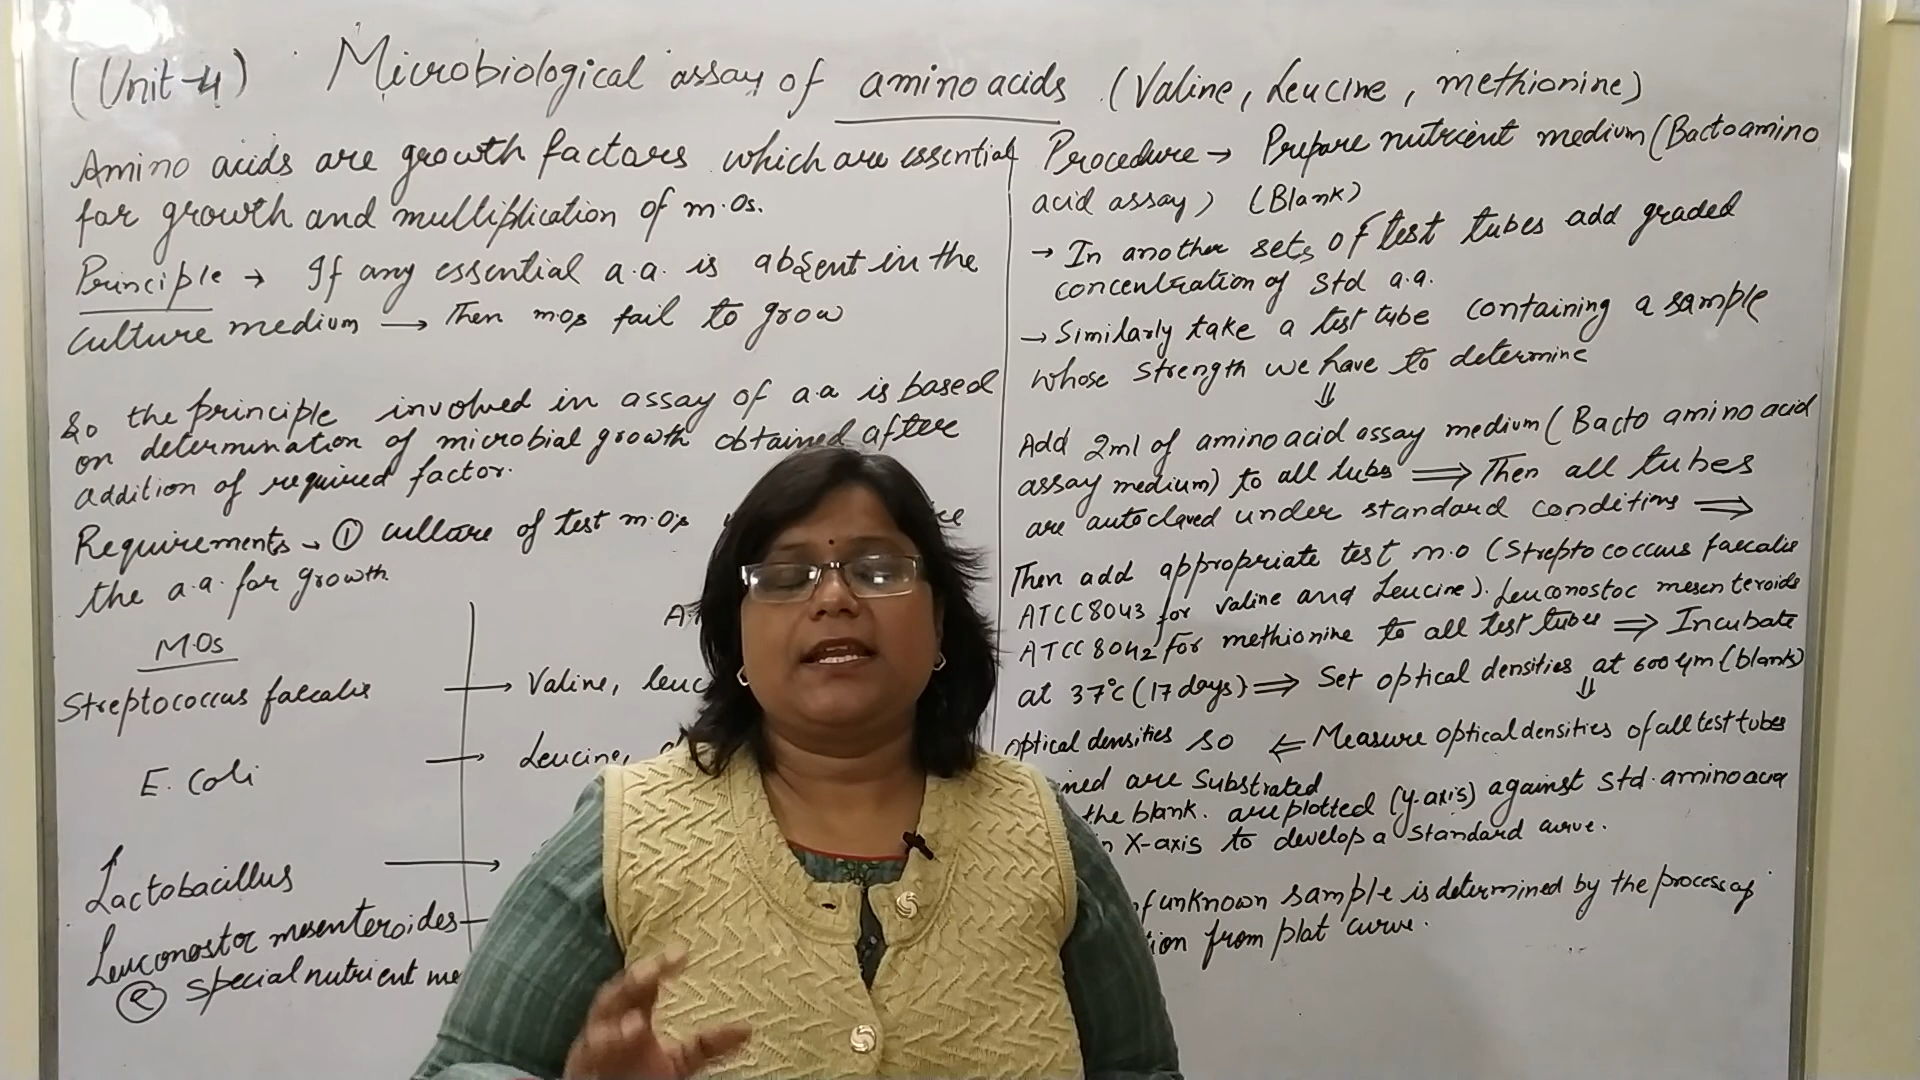 (Unit-4) Microbiological assay of amino acids (Valine, Leucine, methionine)
Amino acids are growth factors which are essential
for growth and multiplication of m.Os.
Principle → If any essential a.a. is absent in the
culture medium → Then m.os fail to grow
So the principle involved in assay of a.a is based
on determination of microbial growth obtained after
addition of required factor.
Requirements → ① culture of test m.o's
the a.a. for growth
M.Os
Streptococcus faecalis → Valine, leuc
E. Coli → Leucine,
Lactobacillus →
Leuconostoc mesenteroides
② special nutrient me
Procedure → Prepare nutrient medium (Bactoamino
acid assay) (Blank)
→ In another sets of test tubes add graded
concentration of std a.a.
→ Similarly take a test tube containing a sample
whose strength we have to determine
⇓
Add 2ml of amino acid assay medium (Bacto amino acid
assay medium) to all tubes ⟹ Then all tubes
are autoclaved under standard conditions ⟹
Then add appropriate test m.o (Streptococcus faecalis
ATCC8043 for valine and Leucine). Leuconostoc mesenteroids
ATCC 8042 for methionine to all test tubes ⟹ Incubate
at 37°c (17 days) ⟹ Set optical densities at 600 μm (blanks)
⇓
optical densities so ⟸ Measure optical densities of all test tubes
ned are substrated
the blank. are plotted (y-axis) against std. amino
X-axis to develop a standard curve.
of unknown sample is determined by the process of
tion from plat curve.